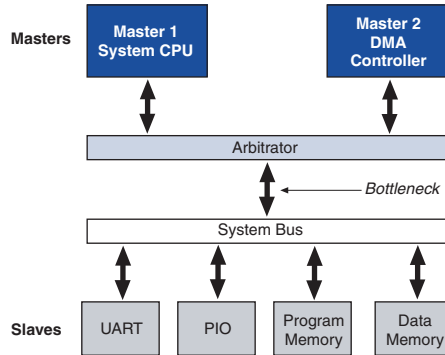 Masters
Master 1
System CPU
Master 2
DMA
Controller
Arbitrator
Bottleneck
System Bus
Slaves
UART
PIO
Program
Memory
Data
Memory